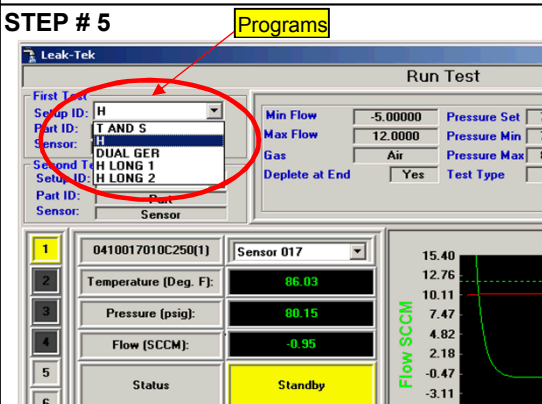 STEP # 5
Programs
Leak-Tek
Run Test
First Test
Setup ID: H
Part ID:
Sensor:
T AND S
H
DUAL GER
H LONG 1
H LONG 2
Second Te
Setup ID:
Part ID: Part
Sensor: Sensor
Min Flow -5.00000 Pressure Set
Max Flow 12.0000 Pressure Min
Gas Air Pressure Max
Deplete at End Yes Test Type
1 0410017010C250(1) Sensor 017
2 Temperature (Deg. F): 86.03
3 Pressure (psig): 80.15
4 Flow (SCCM): -0.95
5 Status Standby
6
Flow SCCM
15.40
12.76
10.11
7.47
4.82
2.18
-0.47
-3.11